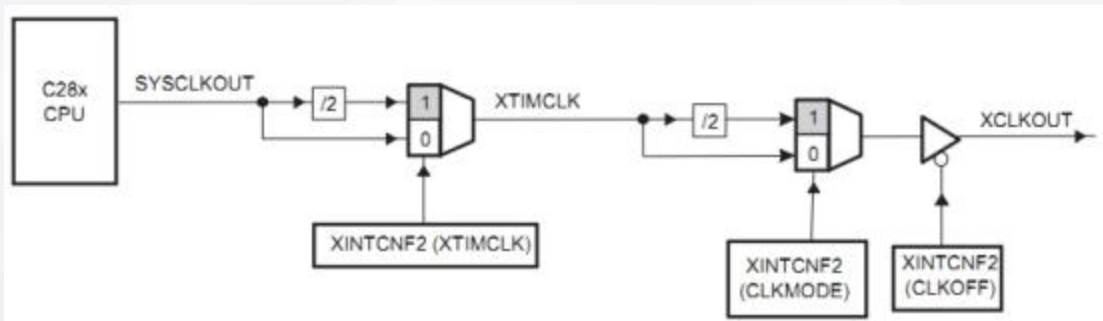 C28x
CPU
SYSCLKOUT
/2
1
0
XTIMCLK
/2
1
0
XCLKOUT
XINTCNF2 (XTIMCLK)
XINTCNF2
(CLKMODE)
XINTCNF2
(CLKOFF)